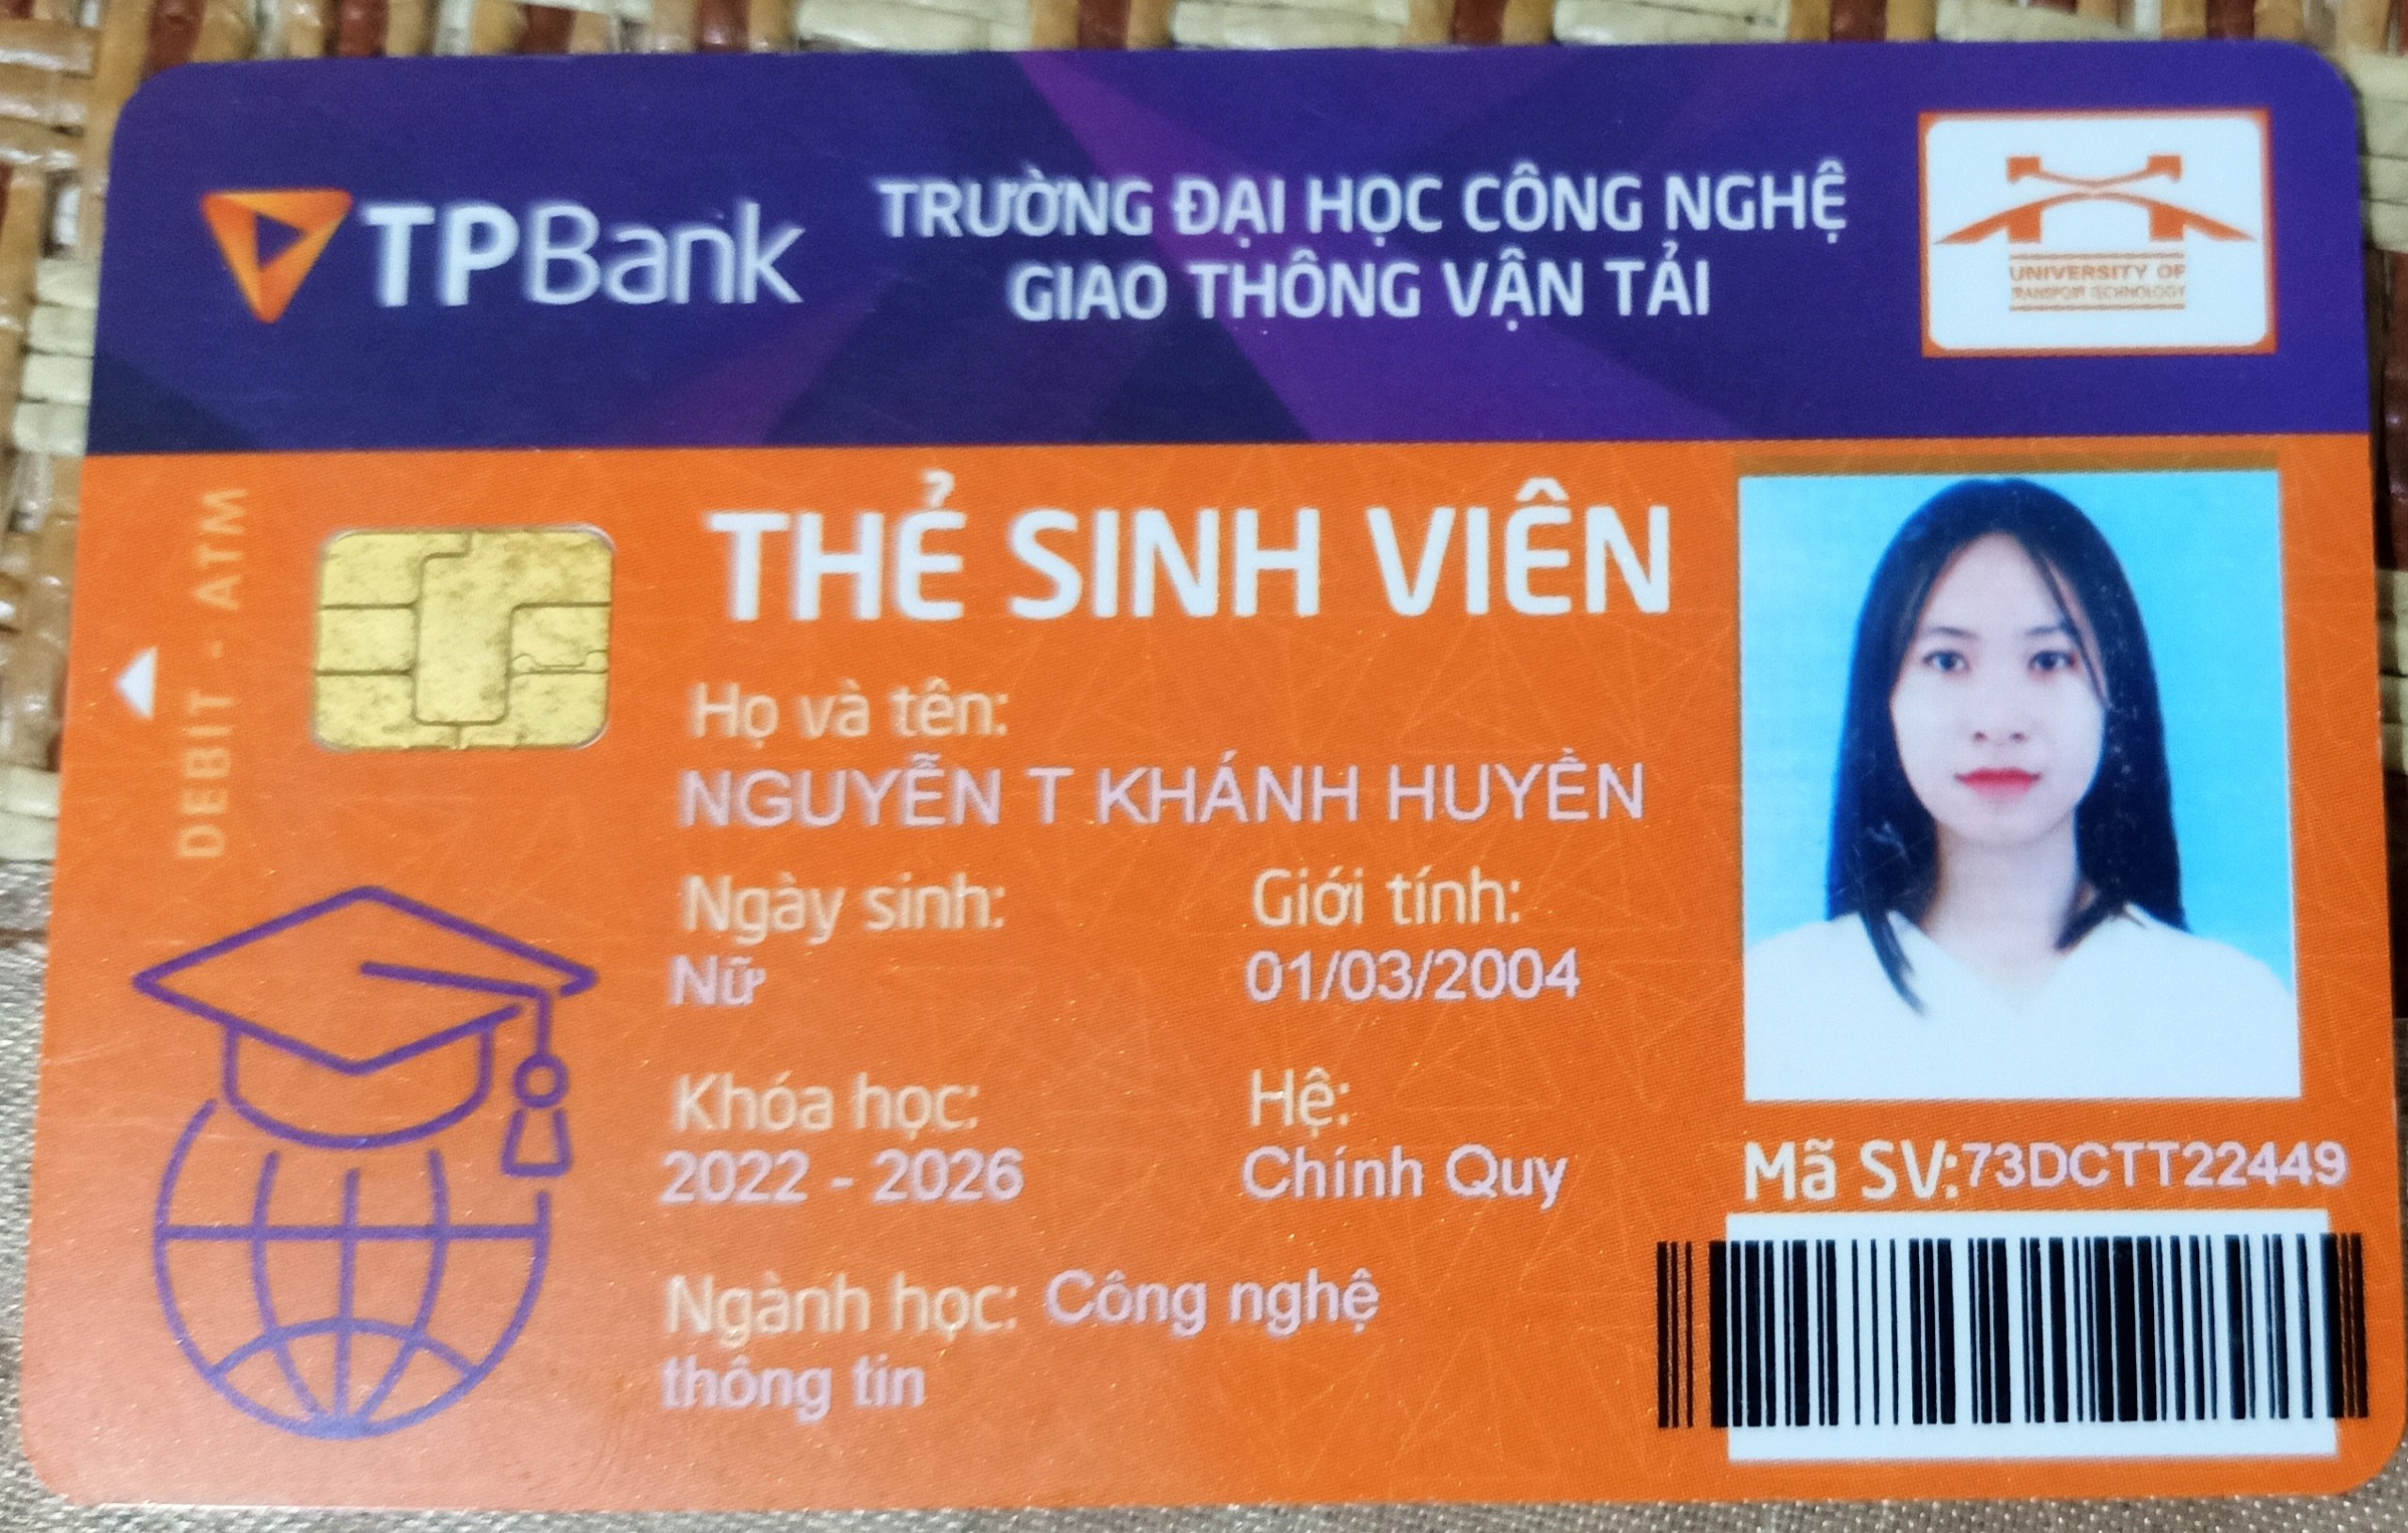 TPBank
TRƯỜNG ĐẠI HỌC CÔNG NGHỆ
GIAO THÔNG VẬN TẢI
UNIVERSITY OF
TRANSPORT TECHNOLOGY
DEBIT - ATM
THẺ SINH VIÊN
Họ và tên:
NGUYỄN T KHÁNH HUYỀN
Ngày sinh: Giới tính:
Nữ 01/03/2004
Khóa học: Hệ:
2022 - 2026 Chính Quy
Mã SV:73DCTT22449
Ngành học: Công nghệ
thông tin